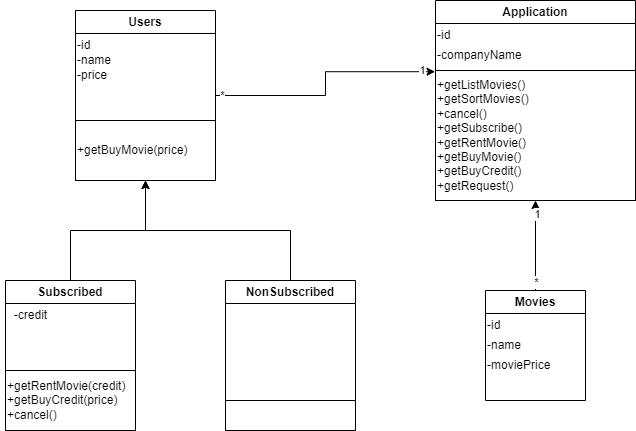 Users
-id
-name
-price
+getBuyMovie(price)
*
1
Application
-id
-companyName
+getListMovies()
+getSortMovies()
+cancel()
+getSubscribe()
+getRentMovie()
+getBuyMovie()
+getBuyCredit()
+getRequest()
1
*
Subscribed
-credit
+getRentMovie(credit)
+getBuyCredit(price)
+cancel()
NonSubscribed
Movies
-id
-name
-moviePrice